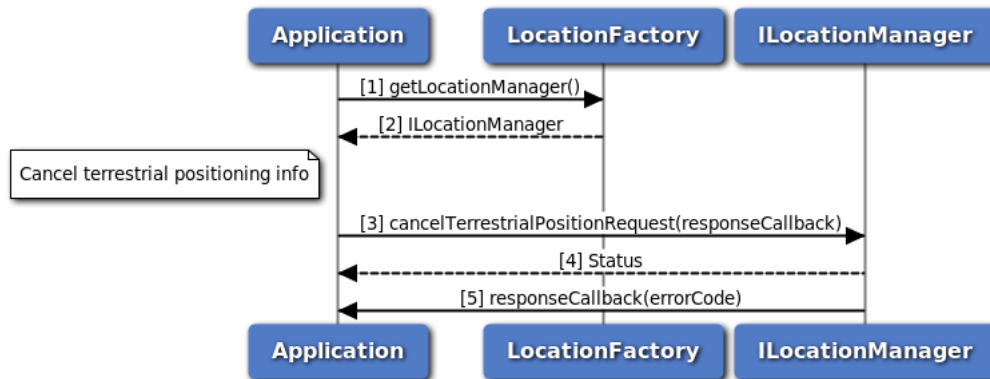 Application
LocationFactory
ILocationManager
[1] getLocationManager()
[2] ILocationManager
Cancel terrestrial positioning info
[3] cancelTerrestrialPositionRequest(responseCallback)
[4] Status
[5] responseCallback(errorCode)
Application
LocationFactory
ILocationManager